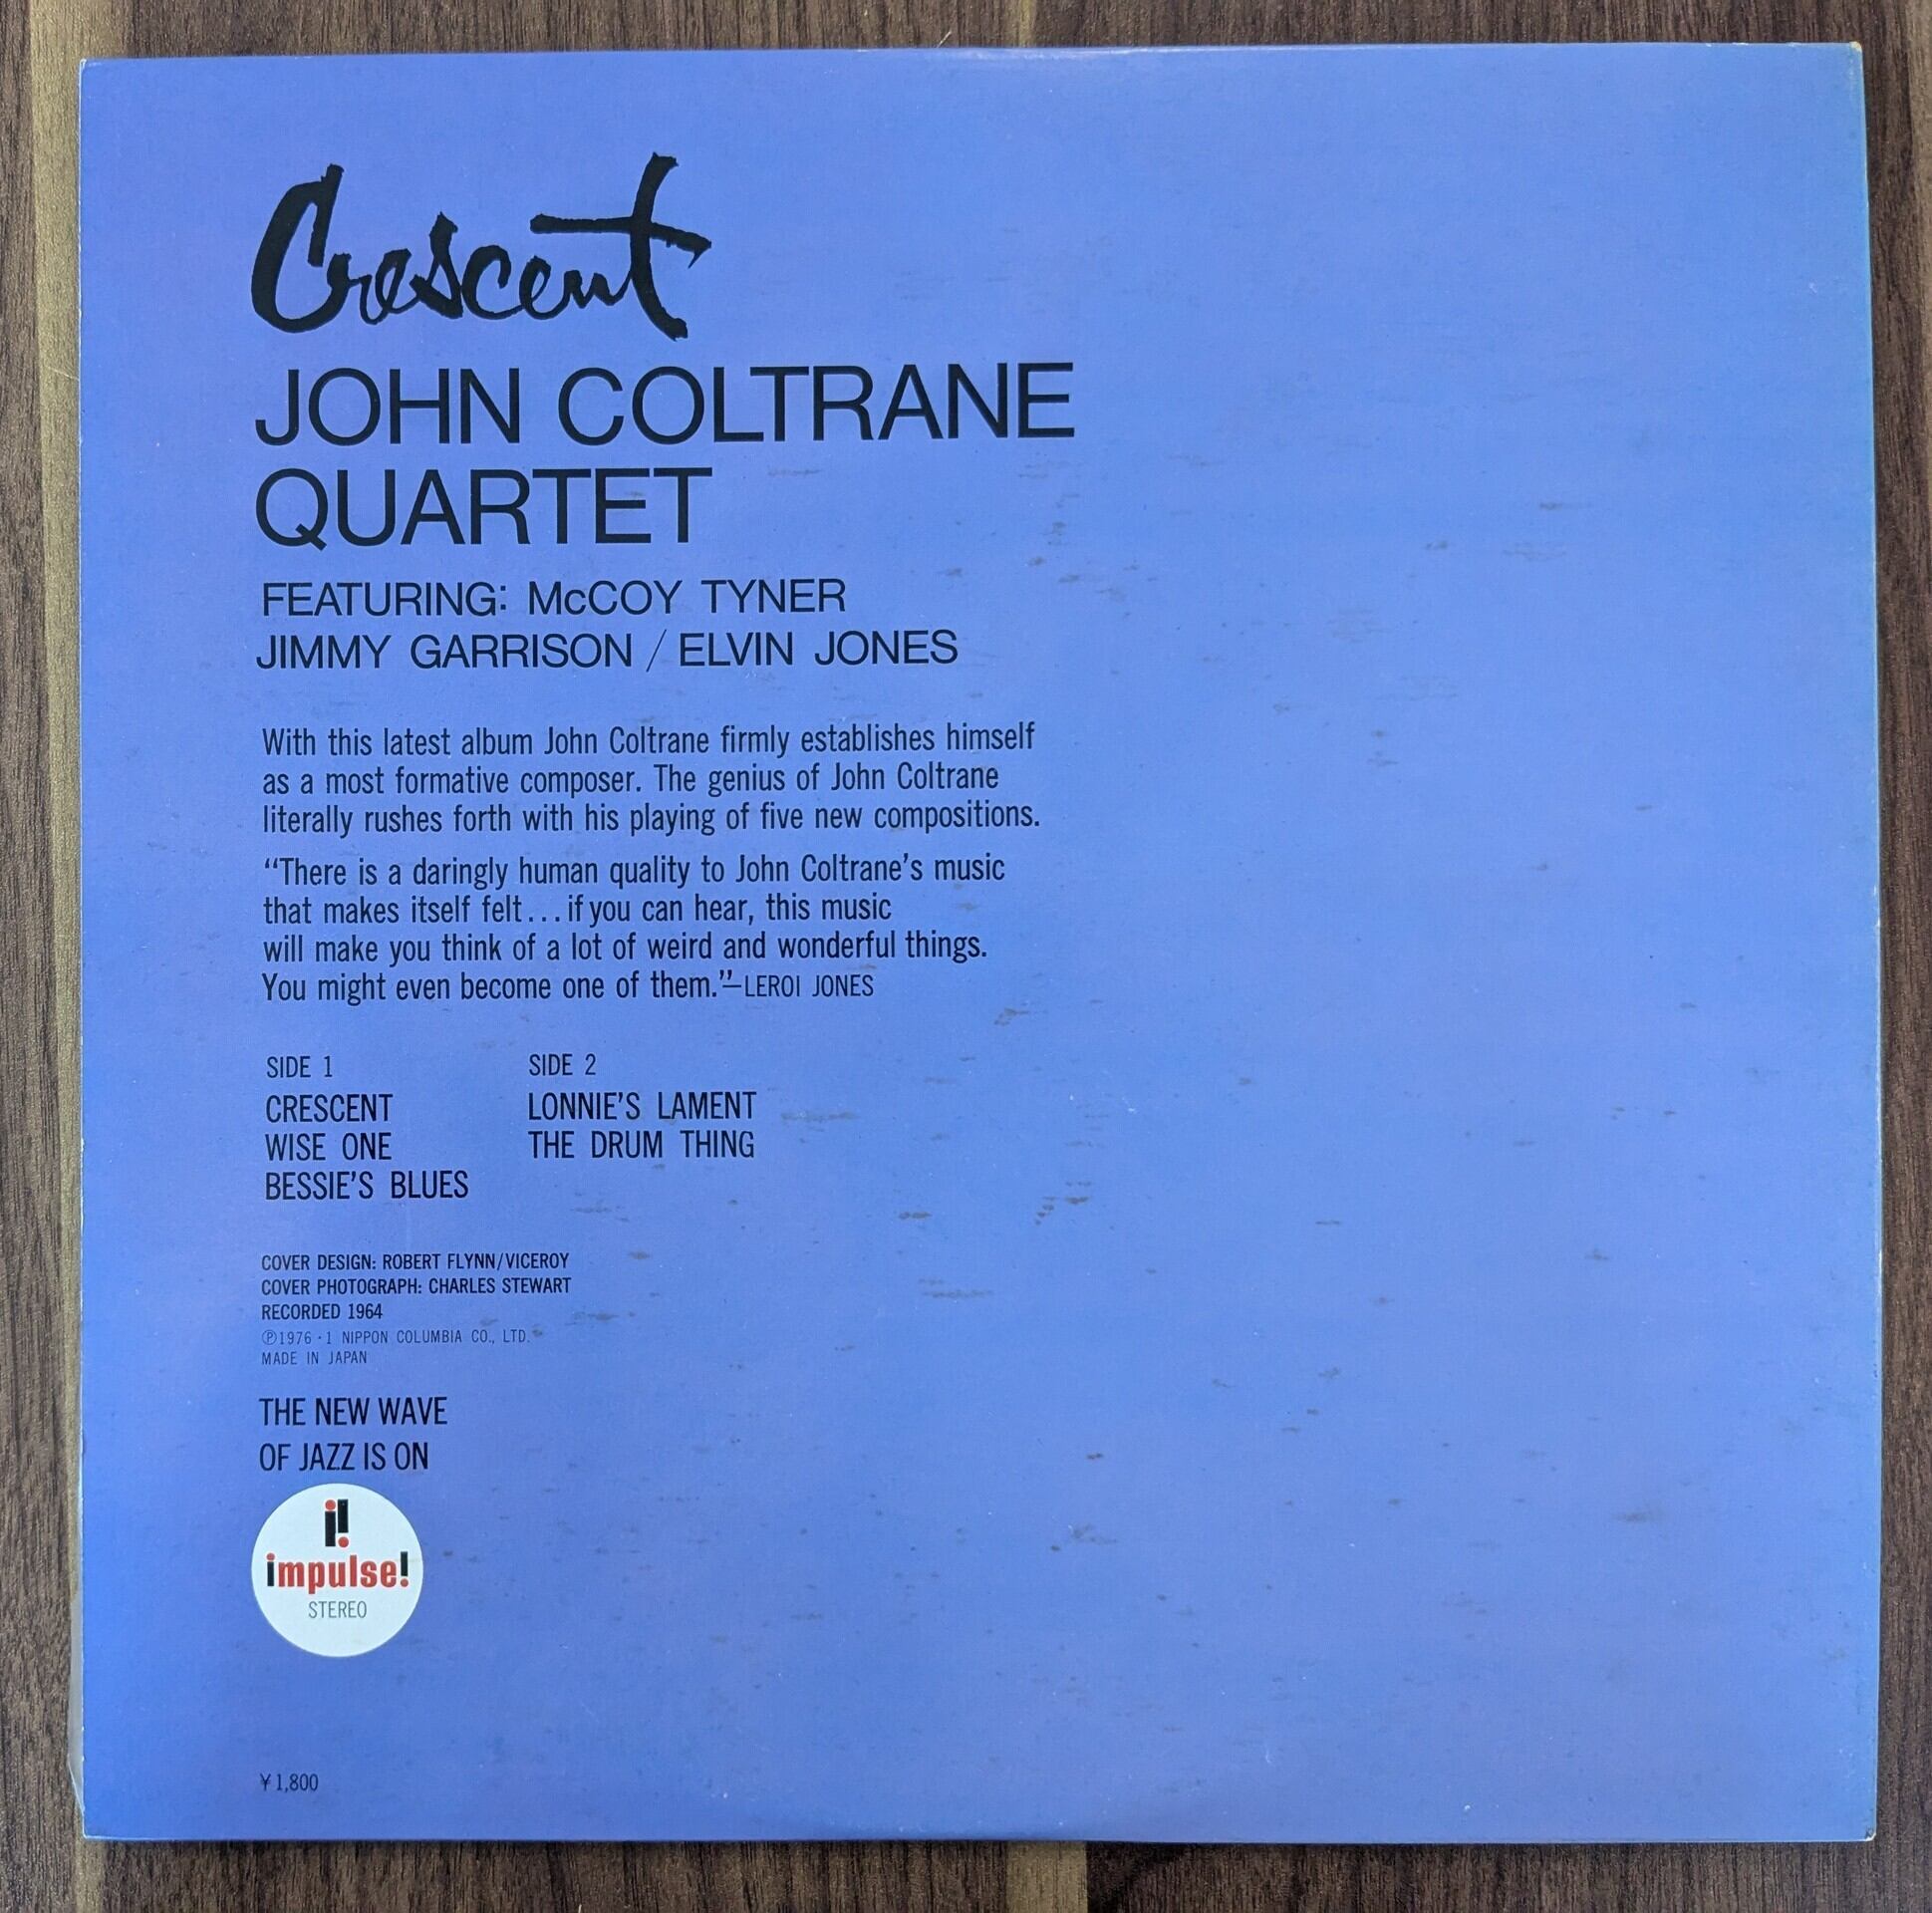 Crescent
JOHN COLTRANE
QUARTET
FEATURING: McCOY TYNER
JIMMY GARRISON / ELVIN JONES
With this latest album John Coltrane firmly establishes himself
as a most formative composer. The genius of John Coltrane
literally rushes forth with his playing of five new compositions.
“There is a daringly human quality to John Coltrane’s music
that makes itself felt...if you can hear, this music
will make you think of a lot of weird and wonderful things.
You might even become one of them.”—LEROI JONES
SIDE 1
CRESCENT
WISE ONE
BESSIE’S BLUES
SIDE 2
LONNIE’S LAMENT
THE DRUM THING
COVER DESIGN: ROBERT FLYNN/VICEROY
COVER PHOTOGRAPH: CHARLES STEWART
RECORDED 1964
Ⓟ1976·1 NIPPON COLUMBIA CO., LTD.
MADE IN JAPAN
THE NEW WAVE
OF JAZZ IS ON
i!
impulse!
STEREO
¥1,800